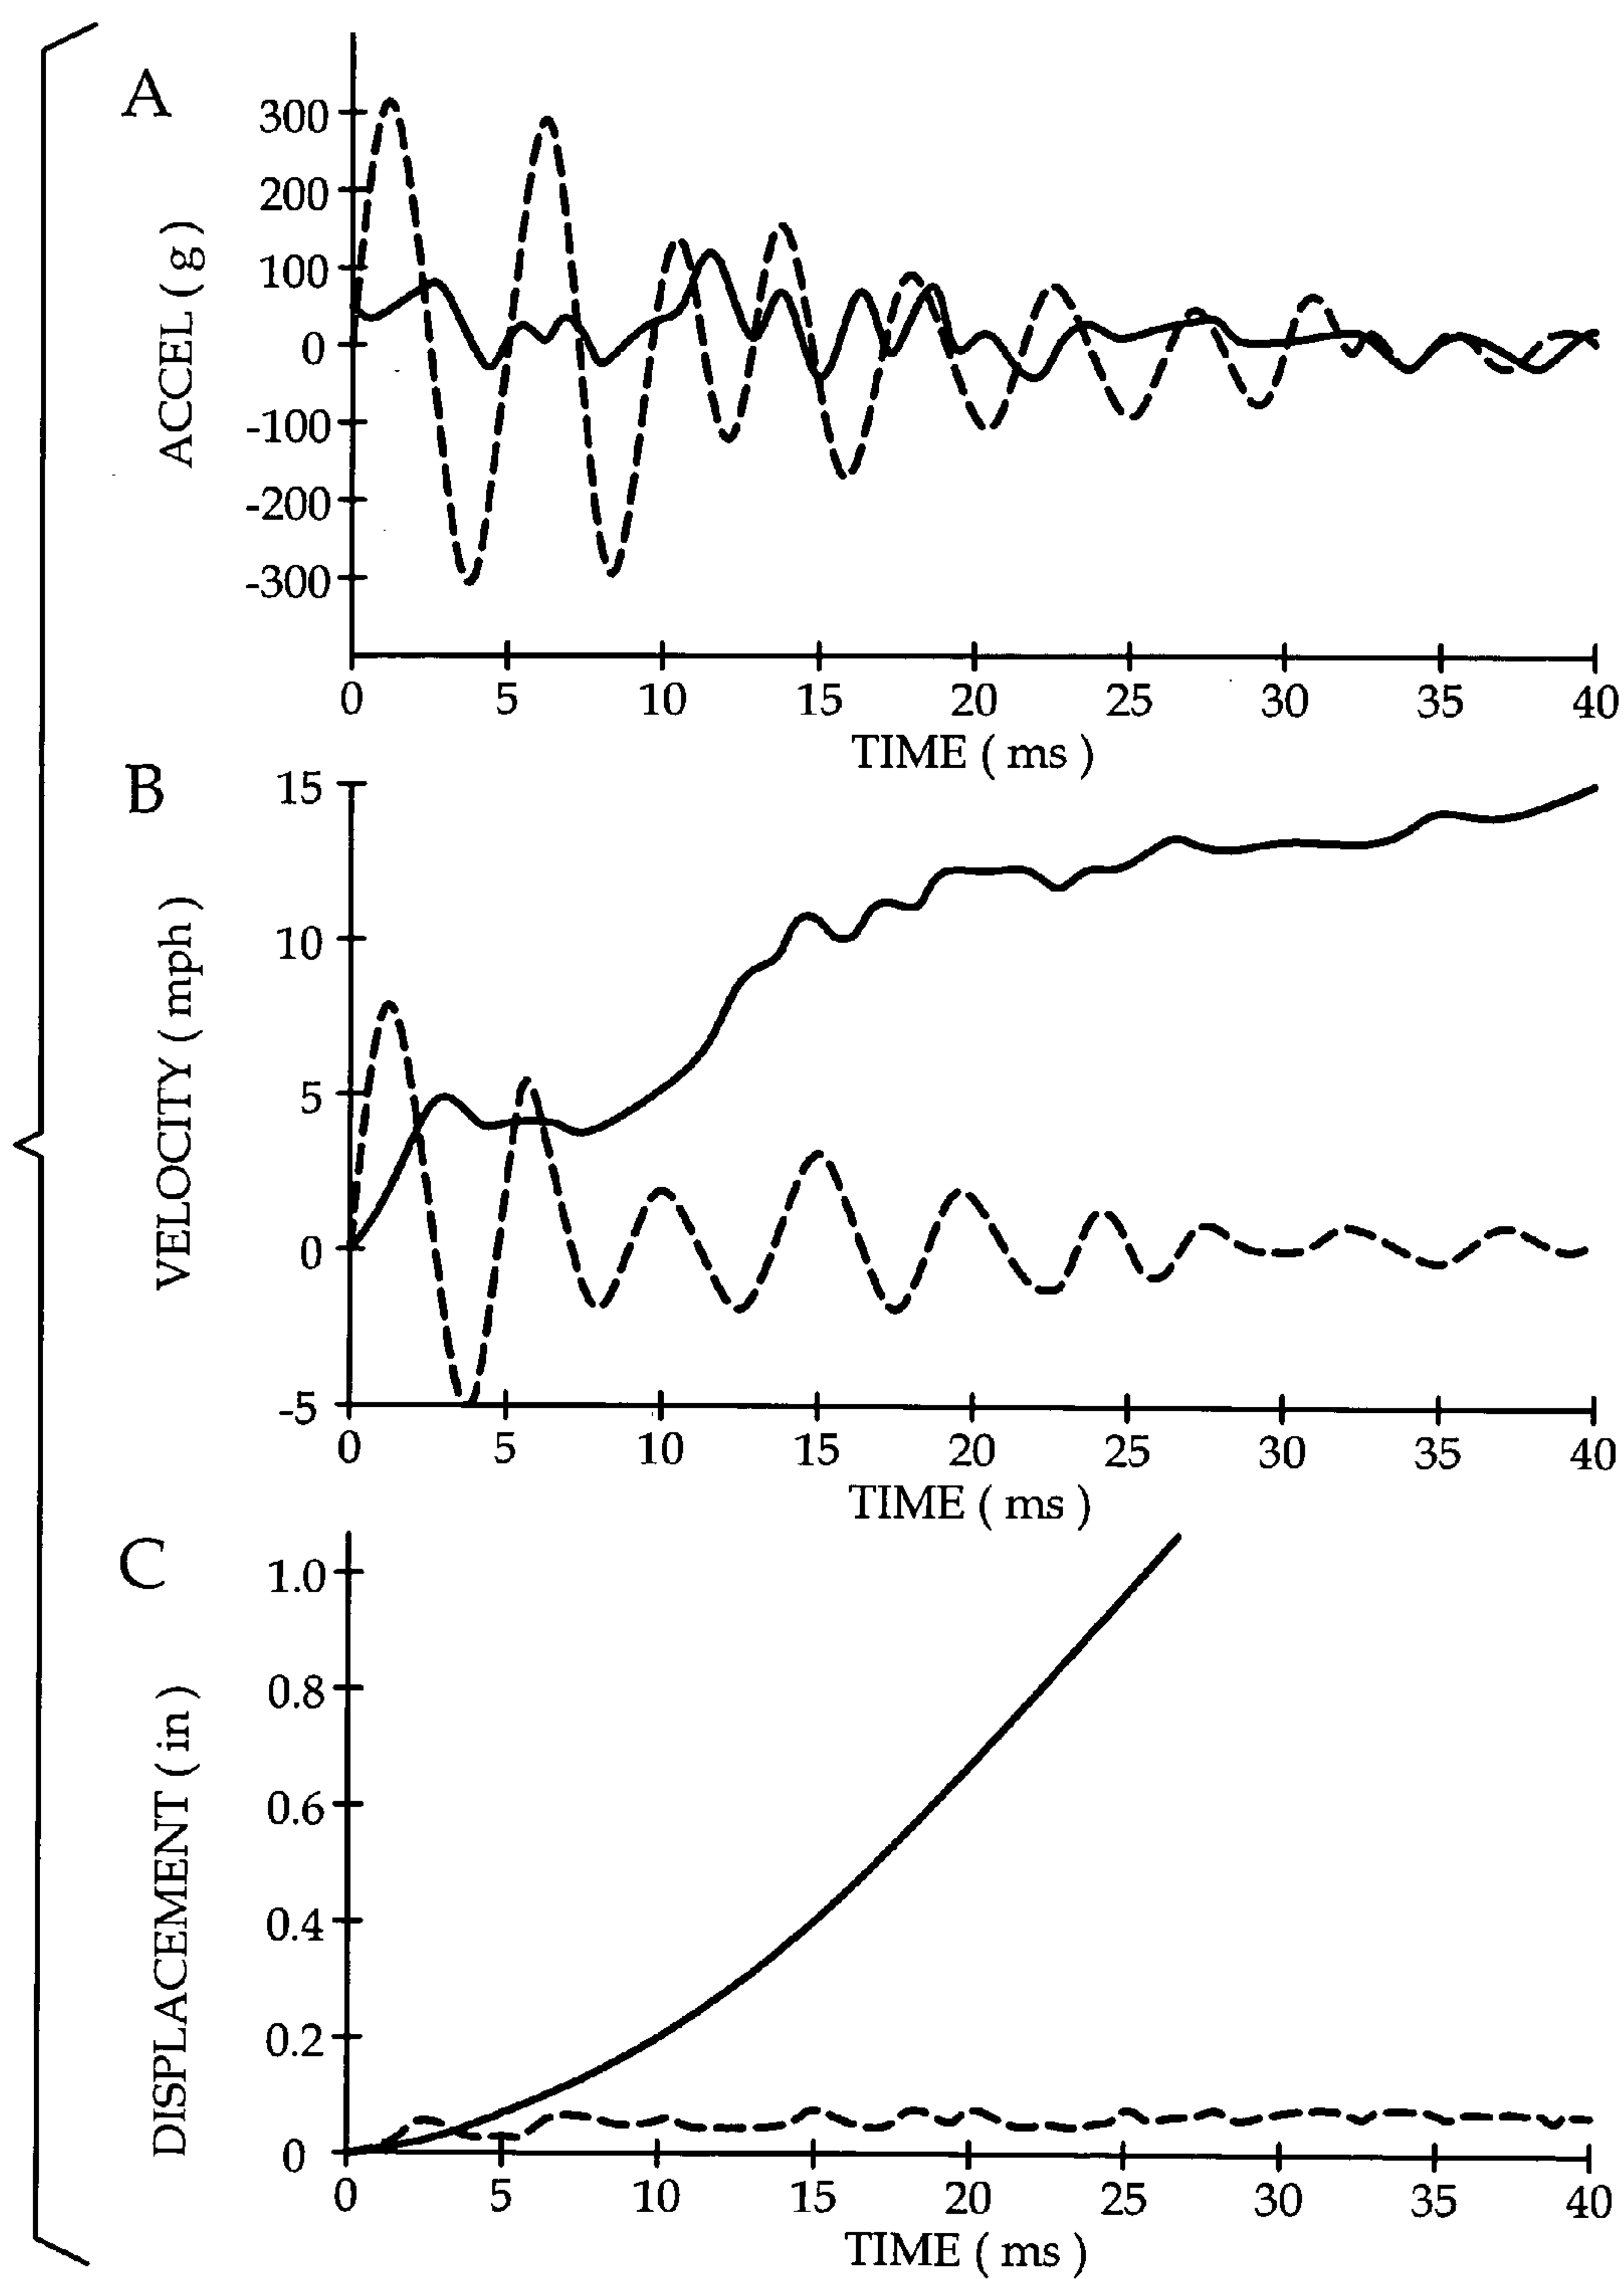 A
ACCEL ( g )
300
200
100
0
-100
-200
-300
0 5 10 15 20 25 30 35 40
TIME ( ms )
B
VELOCITY ( mph )
15
10
5
0
-5
0 5 10 15 20 25 30 35 40
TIME ( ms )
C
DISPLACEMENT ( in )
1.0
0.8
0.6
0.4
0.2
0
0 5 10 15 20 25 30 35 40
TIME ( ms )